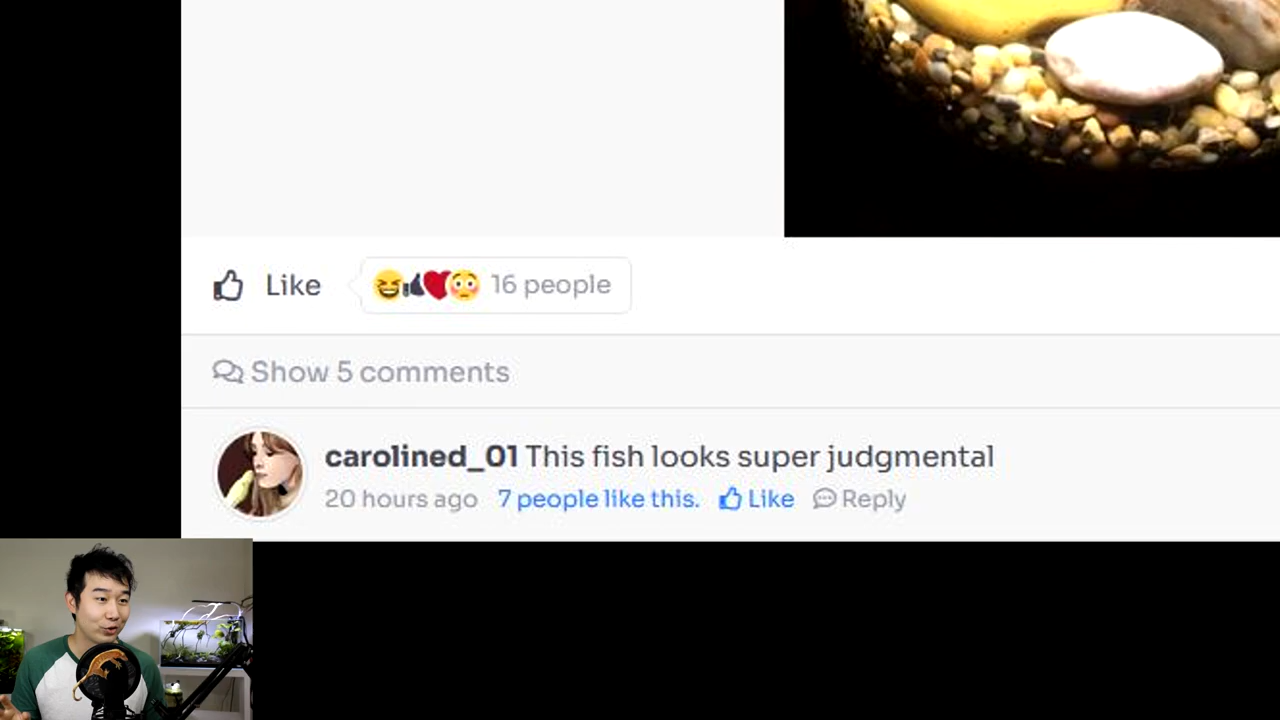 Like 16 people
Show 5 comments
carolined_01 This fish looks super judgmental
20 hours ago 7 people like this. Like Reply